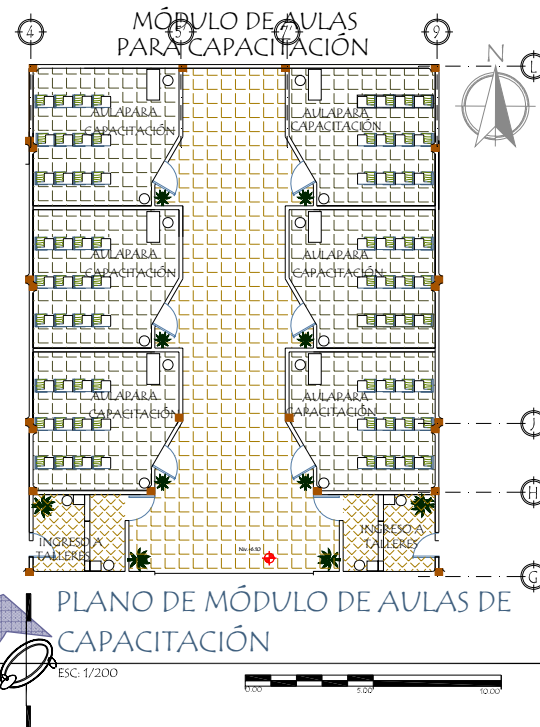 MÓDULO DE AULAS
PARA CAPACITACIÓN
4
5'
7'
9
N
L
AULAPARA
CAPACITACIÓN
AULAPARA
CAPACITACIÓN
AULAPARA
CAPACITACIÓN
AULAPARA
CAPACITACIÓN
AULAPARA
CAPACITACIÓN
AULAPARA
CAPACITACIÓN
J
H
INGRESO A
TALLERES
INGRESO A
TALLERES
G
PLANO DE MÓDULO DE AULAS DE
CAPACITACIÓN
ESC: 1/200
0.00 5.00 10.00